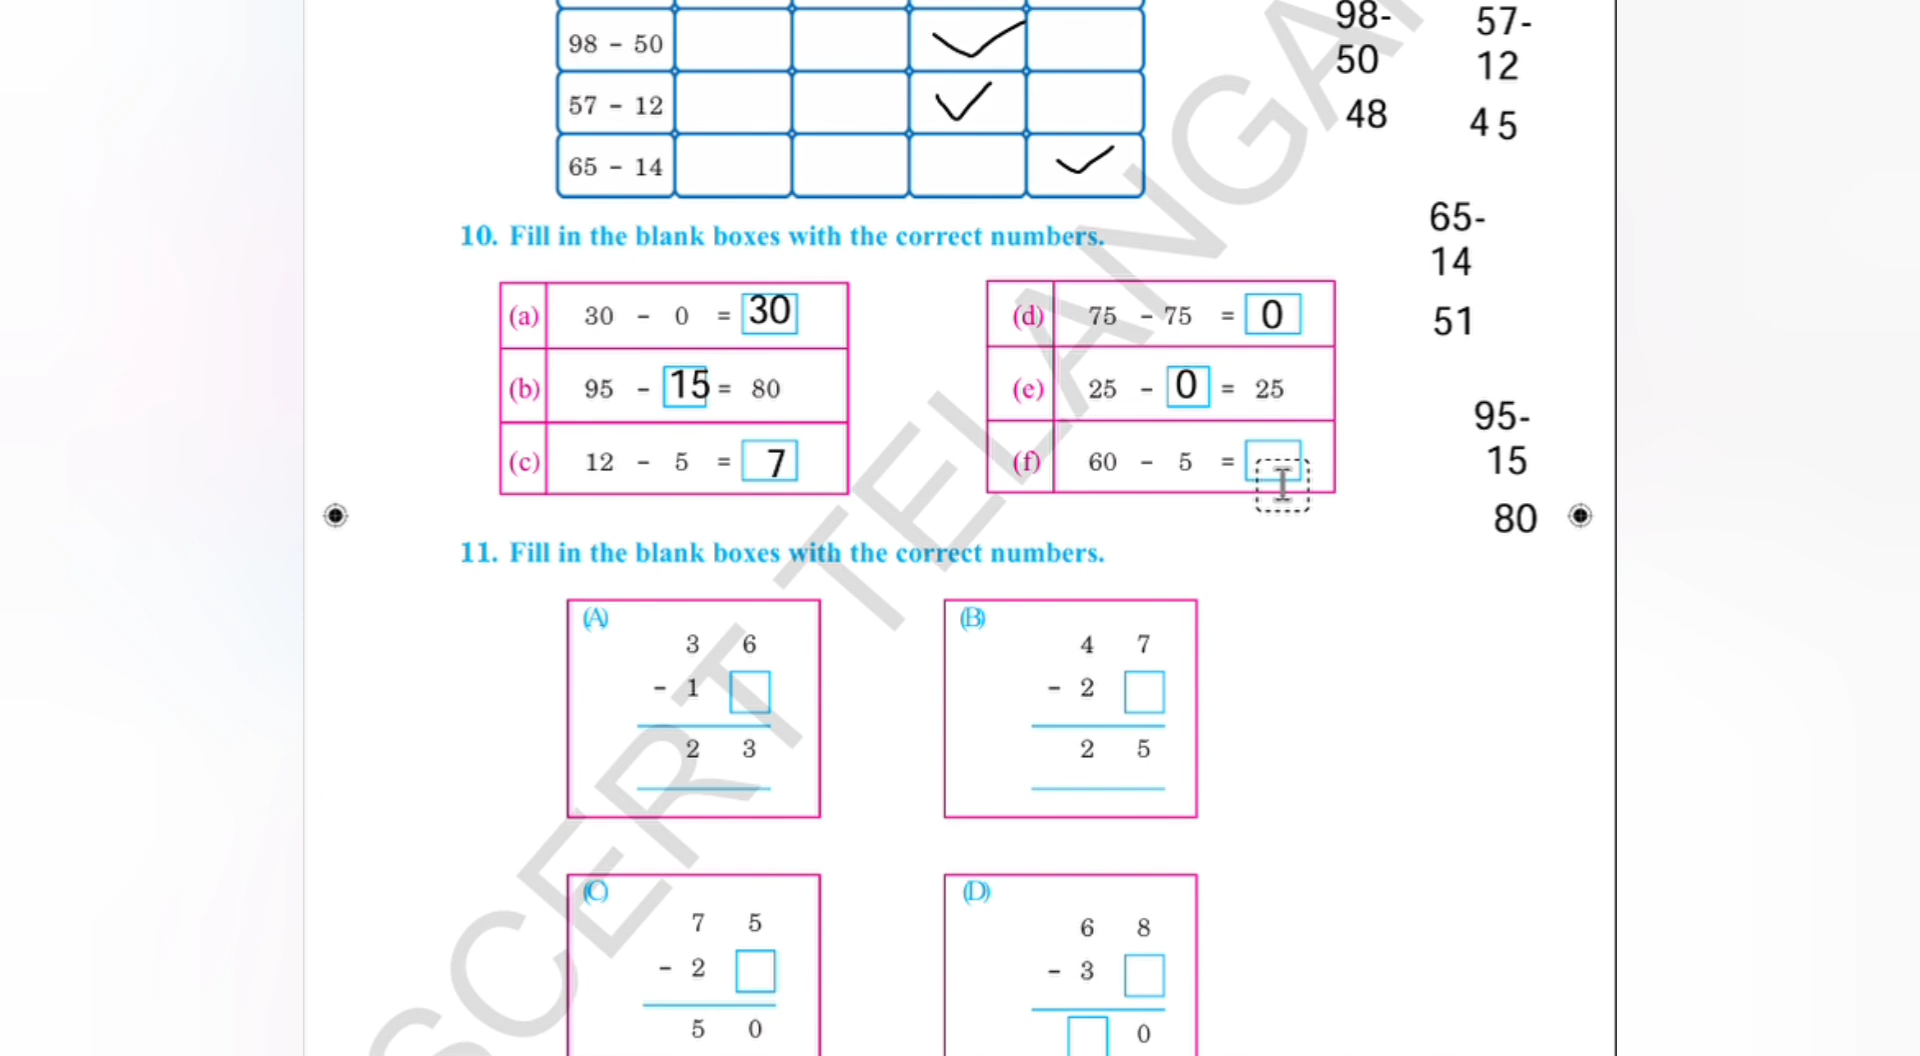 98 - 50
57 - 12
65 - 14
98-
50
48
57-
12
45
65-
14
51
95-
15
80
10. Fill in the blank boxes with the correct numbers.
(a) 30 - 0 = 30
(b) 95 - 15 = 80
(c) 12 - 5 = 7
(d) 75 - 75 = 0
(e) 25 - 0 = 25
(f) 60 - 5 =
11. Fill in the blank boxes with the correct numbers.
(A)
3 6
- 1
2 3
(B)
4 7
- 2
2 5
(C)
7 5
- 2
5 0
(D)
6 8
- 3
0
SCERT TELANGA